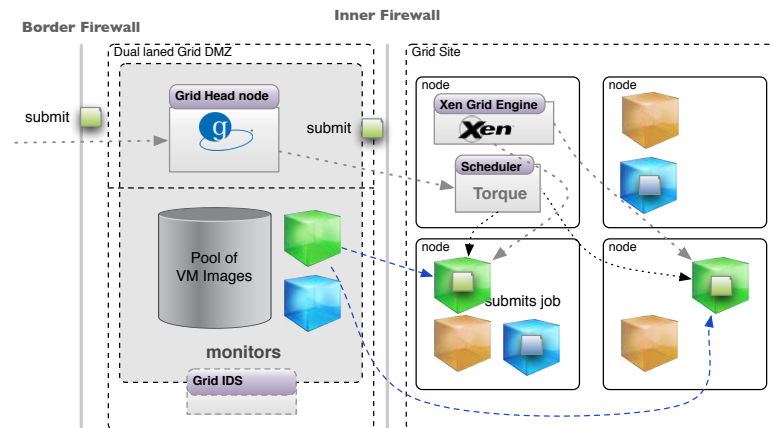 Inner Firewall
Border Firewall
Dual laned Grid DMZ
Grid Site
node
node
Grid Head node
Xen Grid Engine
submit
submit
g
Xen
Scheduler
Torque
node
node
Pool of
VM Images
submits job
monitors
Grid IDS